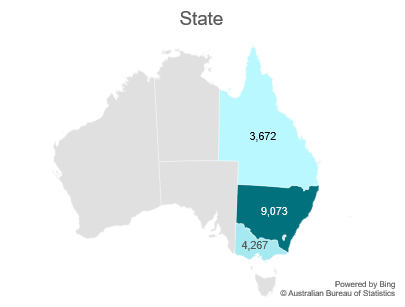 State
3,672
9,073
4,267
Powered by Bing
© Australian Bureau of Statistics